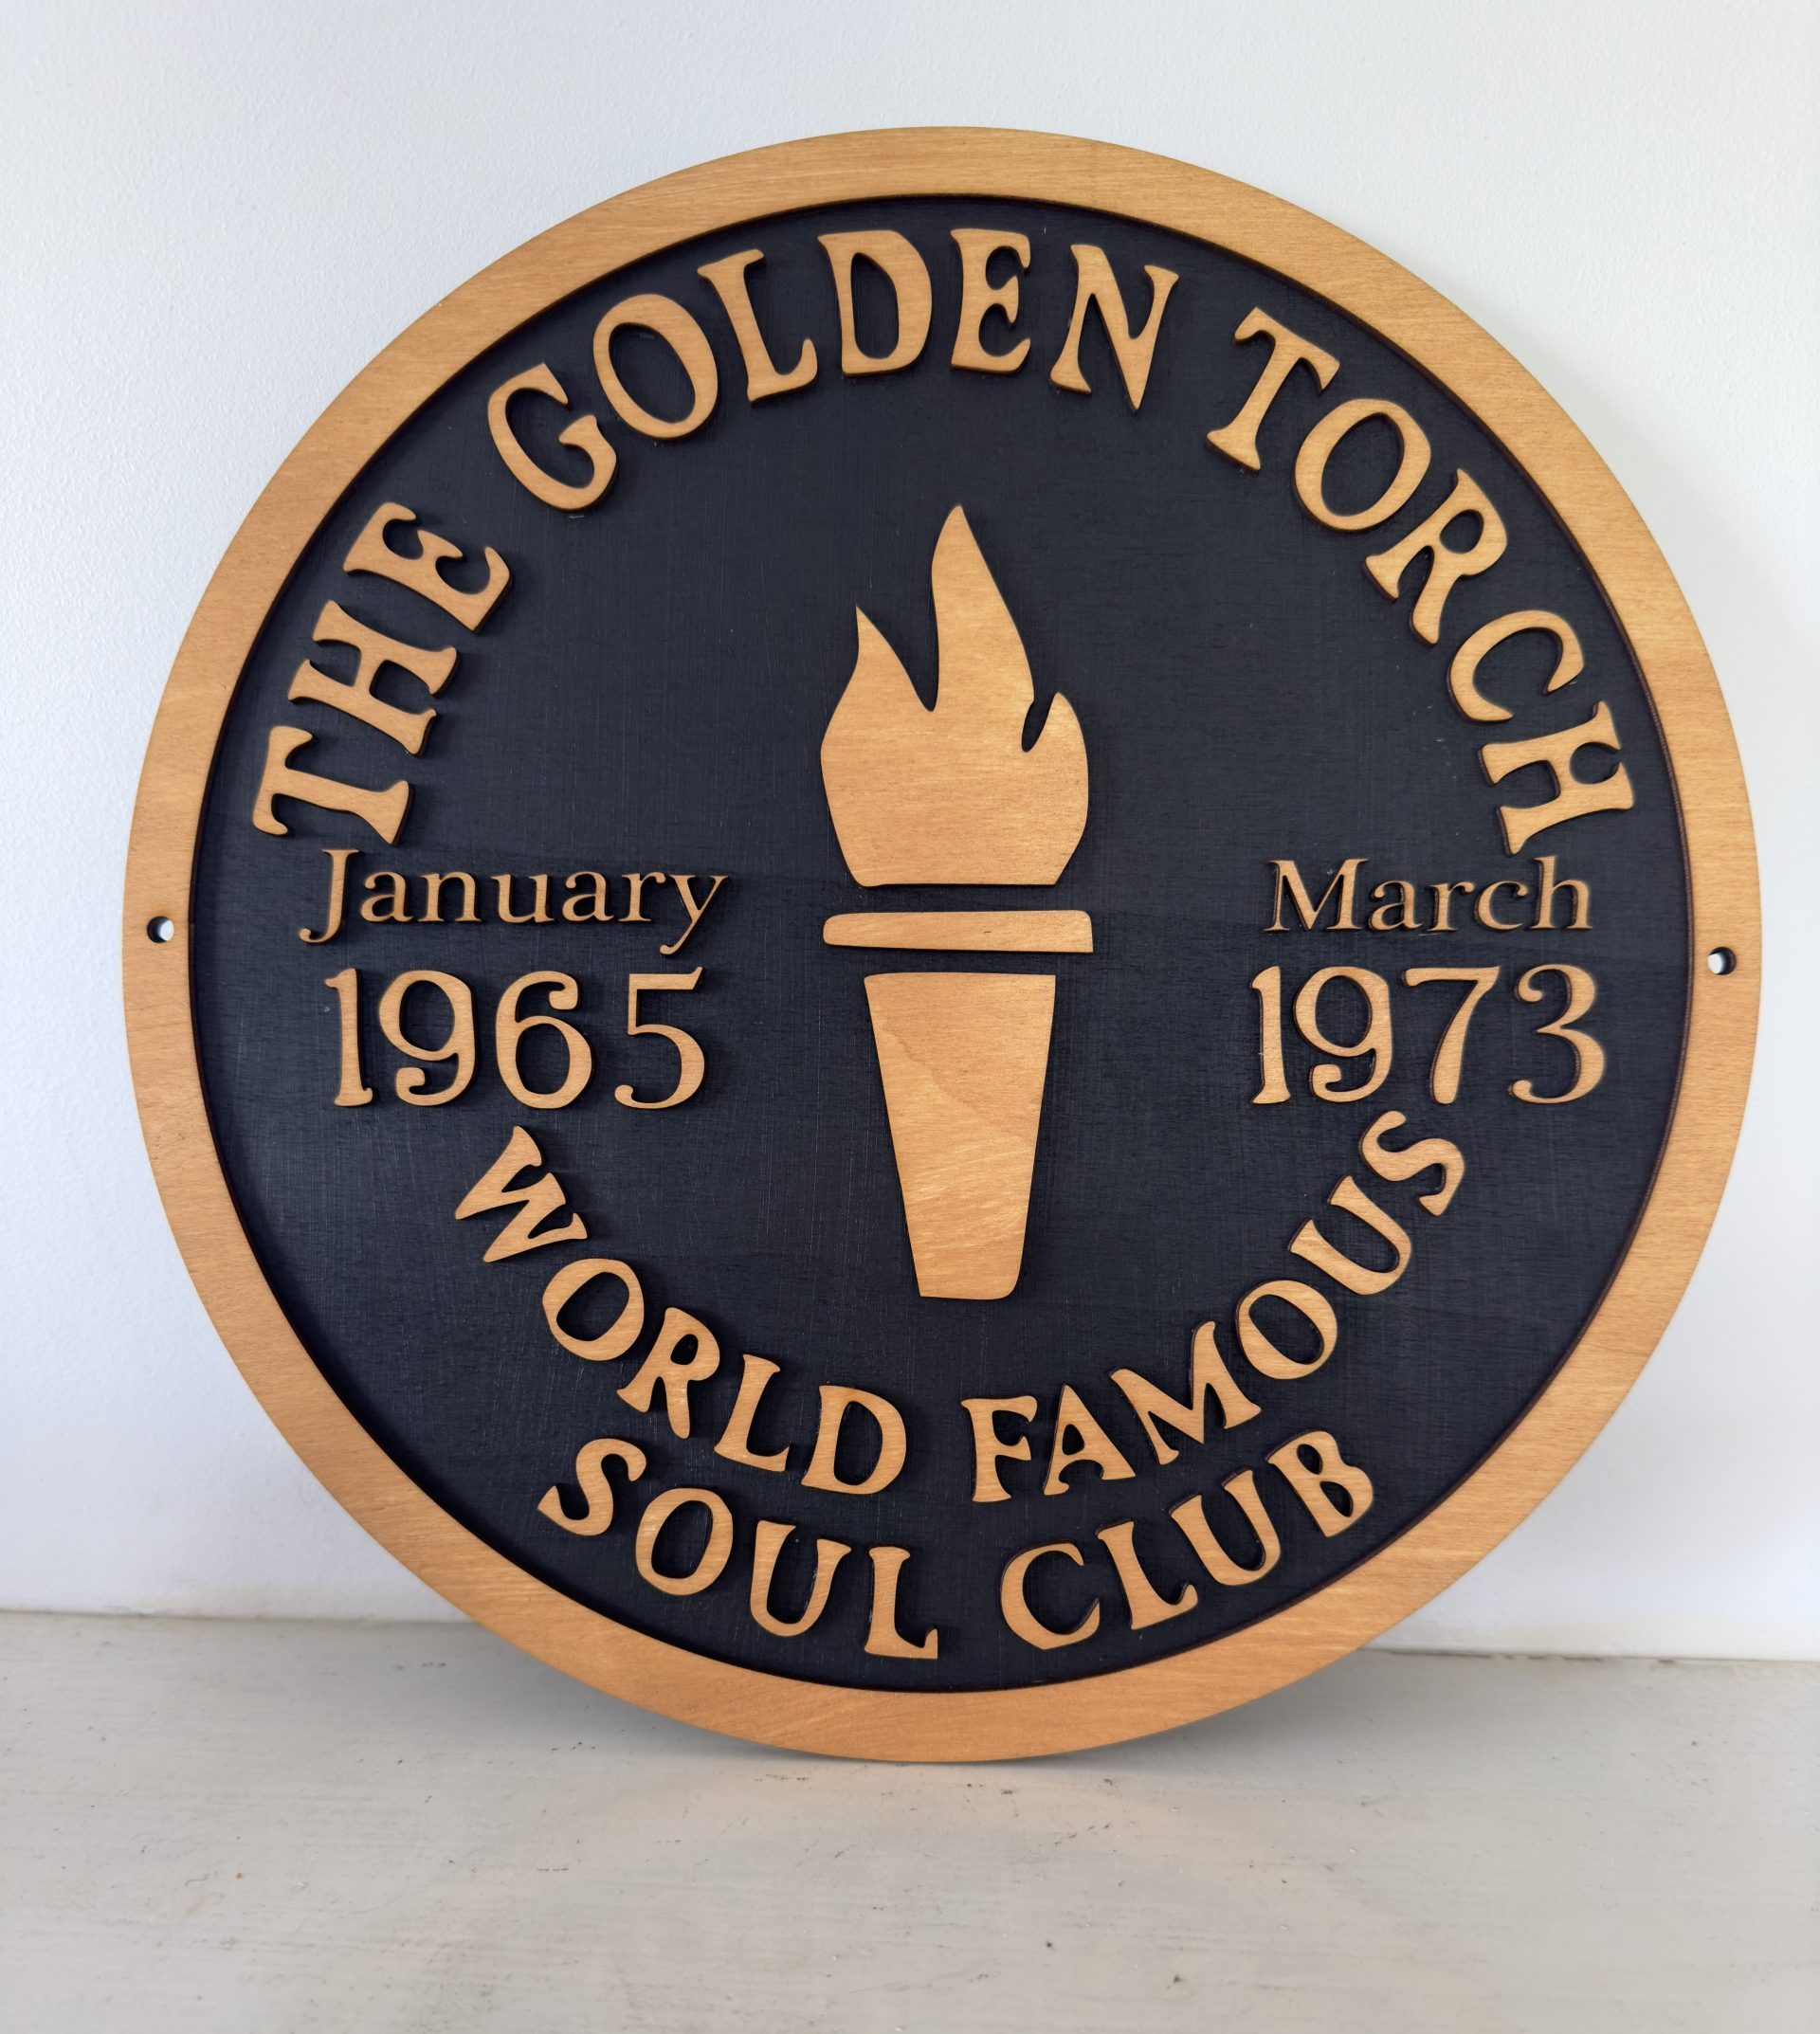 THE GOLDEN TORCH
January
1965
March
1973
WORLD FAMOUS
SOUL CLUB